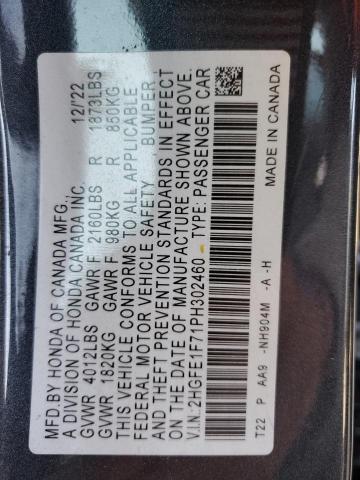 MFD.BY HONDA OF CANADA MFG.,
A DIVISION OF HONDA CANADA INC. 12/'22
GVWR 4012LBS GAWR F 2160LBS R 1873LBS
GVWR 1820KG GAWR F 980KG R 850KG
THIS VEHICLE CONFORMS TO ALL APPLICABLE
FEDERAL MOTOR VEHICLE SAFETY BUMPER
AND THEFT PREVENTION STANDARDS IN EFFECT
ON THE DATE OF MANUFACTURE SHOWN ABOVE.
V.I.N:2HGFE1F71PH302460 TYPE: PASSENGER CAR
T22 P AA9 -NH904M -A -H MADE IN CANADA